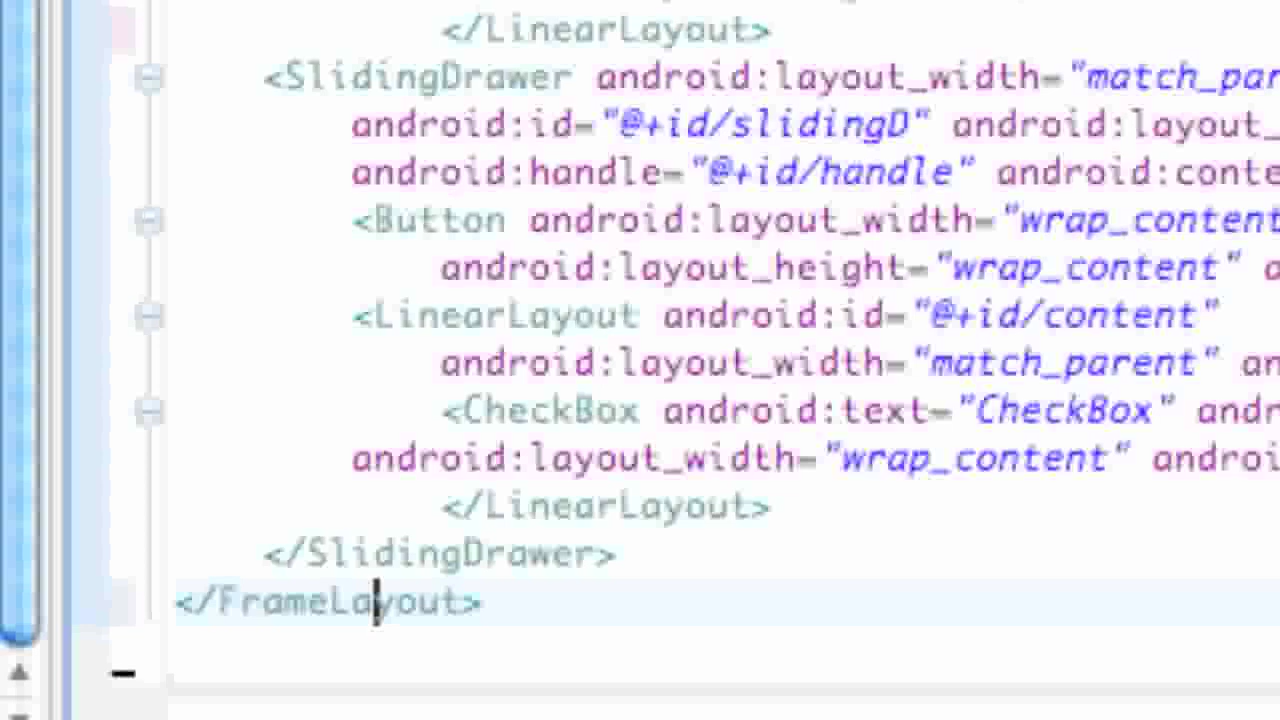 </LinearLayout>
<SlidingDrawer android:layout_width="match_par
android:id="@+id/slidingD" android:layout_
android:handle="@+id/handle" android:conte
<Button android:layout_width="wrap_content
android:layout_height="wrap_content" a
<LinearLayout android:id="@+id/content"
android:layout_width="match_parent" an
<CheckBox android:text="CheckBox" andr
android:layout_width="wrap_content" androi
</LinearLayout>
</SlidingDrawer>
</FrameLayout>